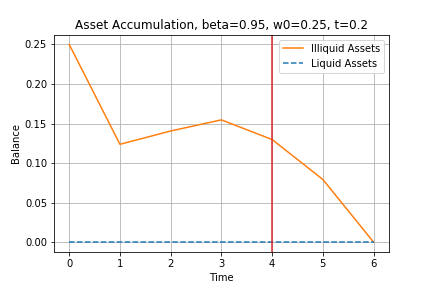 Asset Accumulation, beta=0.95, w0=0.25, t=0.2
Illiquid Assets
Liquid Assets
0.25
0.20
0.15
0.10
0.05
0.00
Balance
0 1 2 3 4 5 6
Time